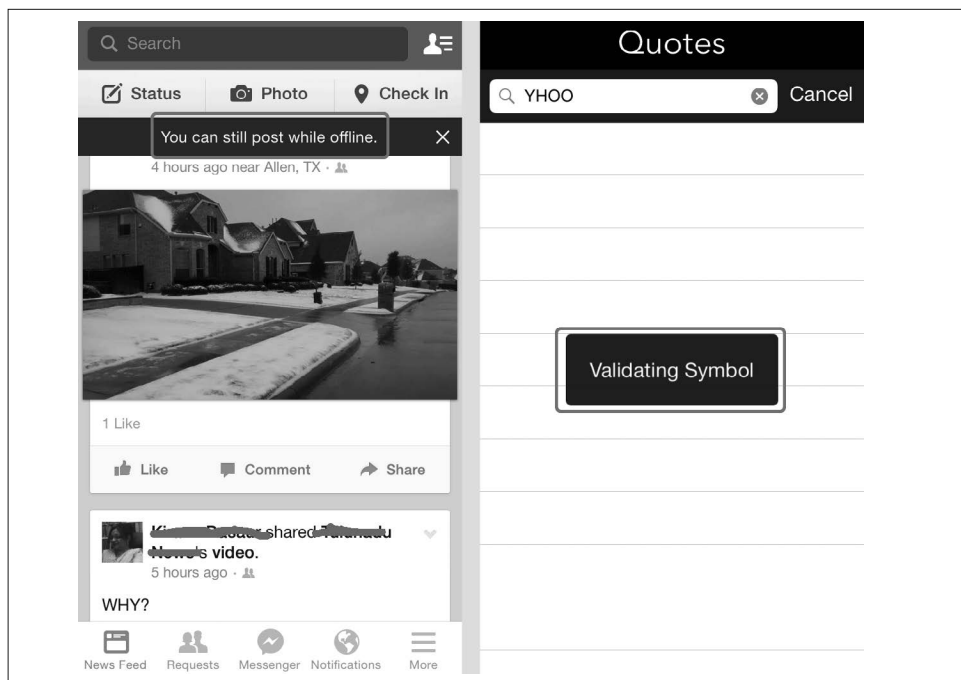 Search
Status Photo Check In
You can still post while offline.
4 hours ago near Allen, TX ·
1 Like
Like Comment Share
shared
's video.
5 hours ago ·
WHY?
News Feed Requests Messenger Notifications More
Quotes
YHOO Cancel
Validating Symbol